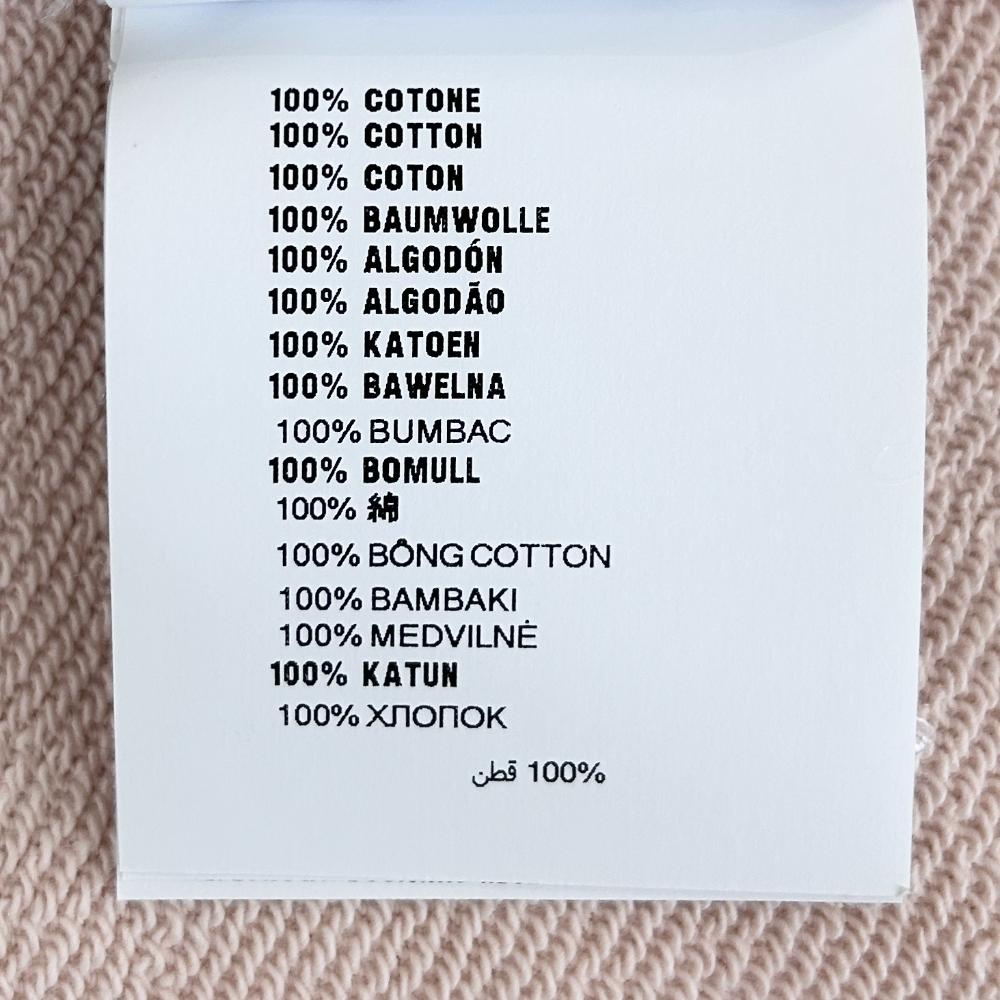 100% COTONE
100% COTTON
100% COTON
100% BAUMWOLLE
100% ALGODÓN
100% ALGODÃO
100% KATOEN
100% BAWELNA
100% BUMBAC
100% BOMULL
100% 綿
100% BÔNG COTTON
100% BAMBAKI
100% MEDVILNĖ
100% KATUN
100% ХЛОПОК
100% قطن